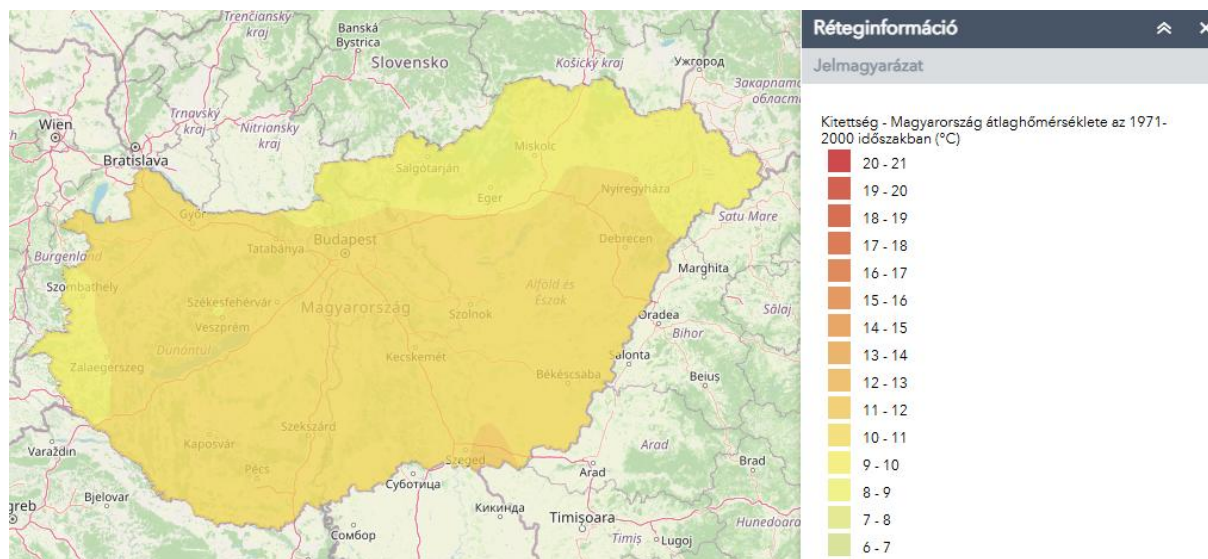 Trenčiansky
kraj
Banská
Bystrica
Slovensko
Košický kraj
Ужгород
Закарпатс
област
Trnavský
kraj
Nitriansky
kraj
Wien
Bratislava
Salgótarján
Miskolc
Eger
Nyíregyháza
Satu Mare
Győr
Tatabánya
Budapest
Debrecen
Burgenland
Marghita
Szombathely
Székesfehérvár
Veszprém
Magyarország
Alföld és
Észak
Szolnok
Oradea
Bihor
Sălaj
Dunántúl
Zalaegerszeg
Kecskemét
Salonta
Békéscsaba
Beiuș
Kaposvár
Szekszárd
Varaždin
Pécs
Szeged
Arad
Arad
Brad
Суботица
Bjelovar
greb
Сомбор
Кикинда
Timișoara
Timiș
Lugoj
Hunedoara
Réteginformáció
Jelmagyarázat
Kitettség - Magyarország átlaghőmérséklete az 1971-
2000 időszakban (°C)
20 - 21
19 - 20
18 - 19
17 - 18
16 - 17
15 - 16
14 - 15
13 - 14
12 - 13
11 - 12
10 - 11
9 - 10
8 - 9
7 - 8
6 - 7